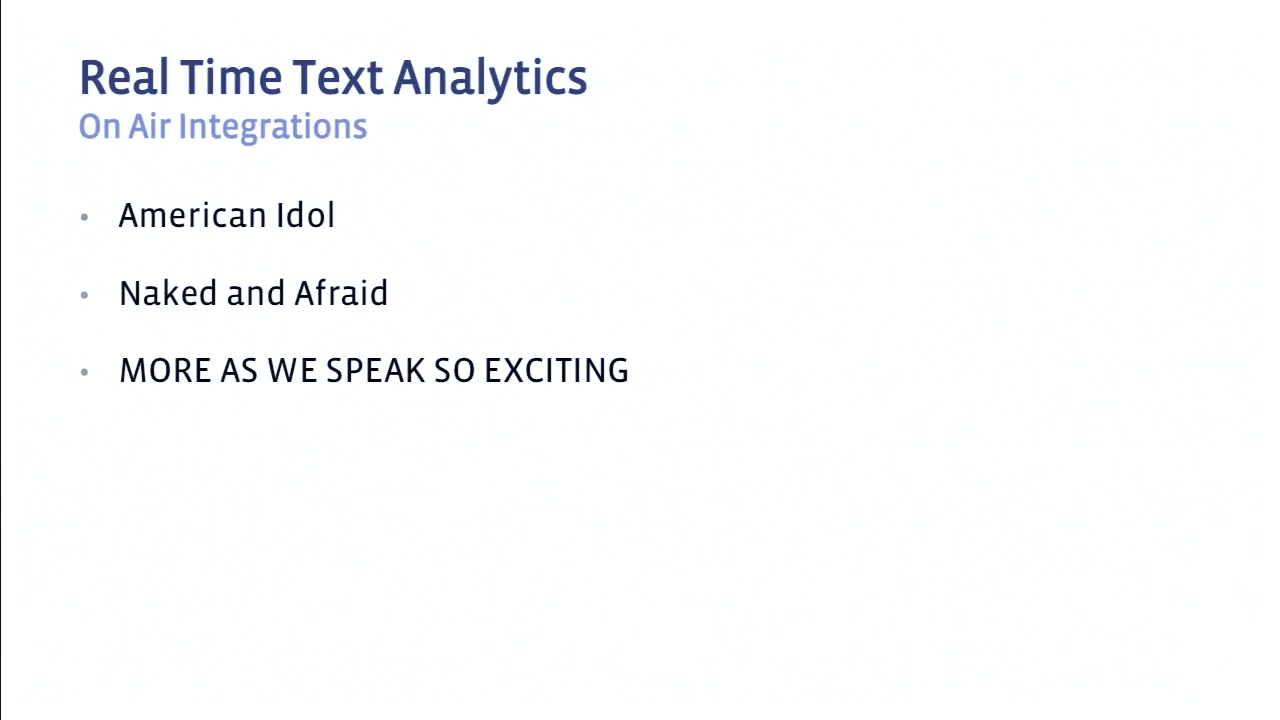 Real Time Text Analytics
On Air Integrations
• American Idol
• Naked and Afraid
• MORE AS WE SPEAK SO EXCITING